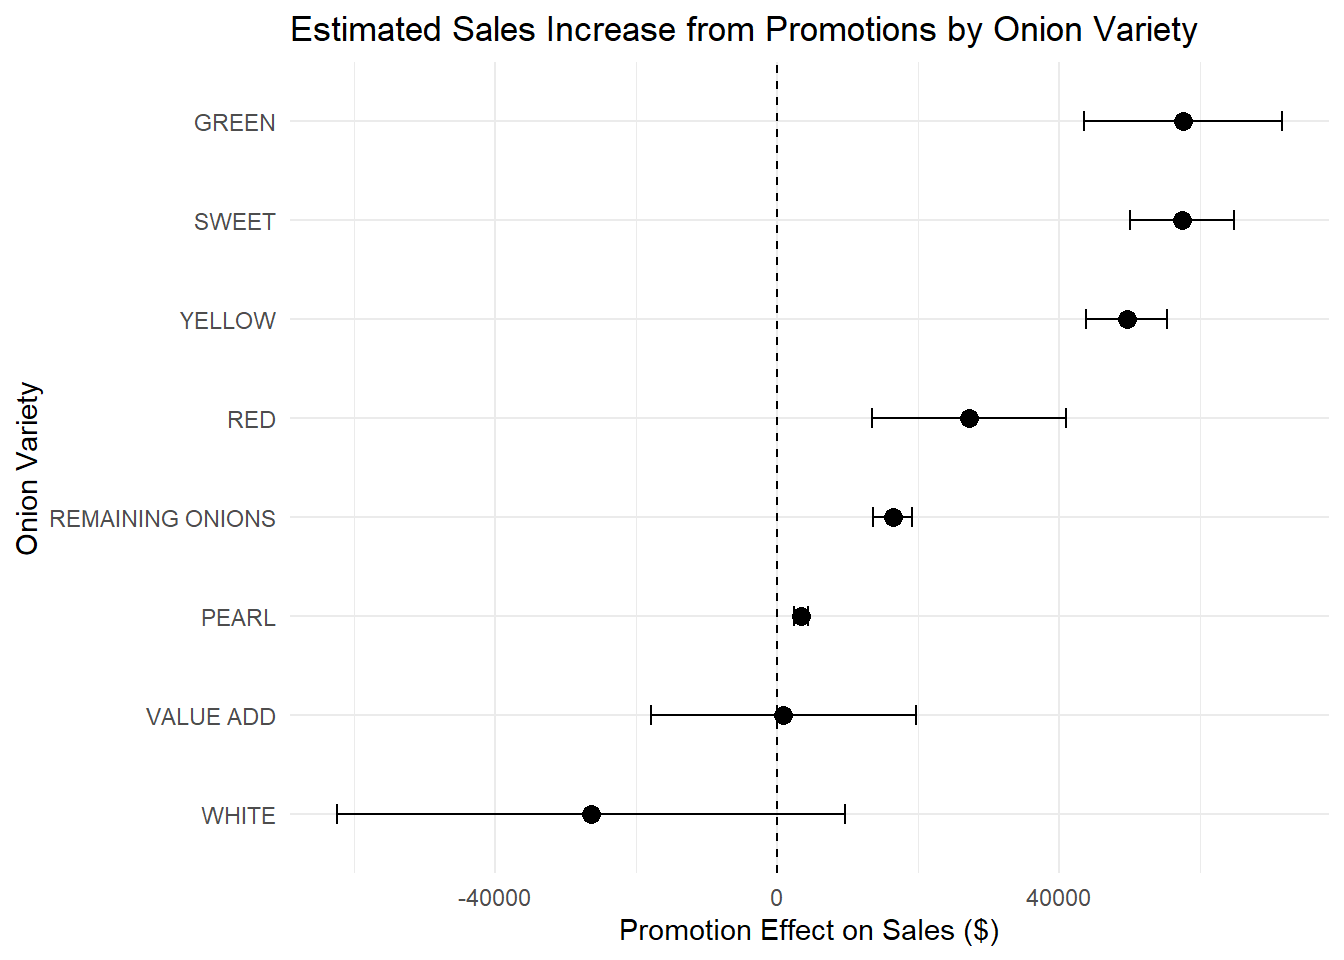 Estimated Sales Increase from Promotions by Onion Variety
Onion Variety
GREEN
SWEET
YELLOW
RED
REMAINING ONIONS
PEARL
VALUE ADD
WHITE
-40000 0 40000
Promotion Effect on Sales ($)